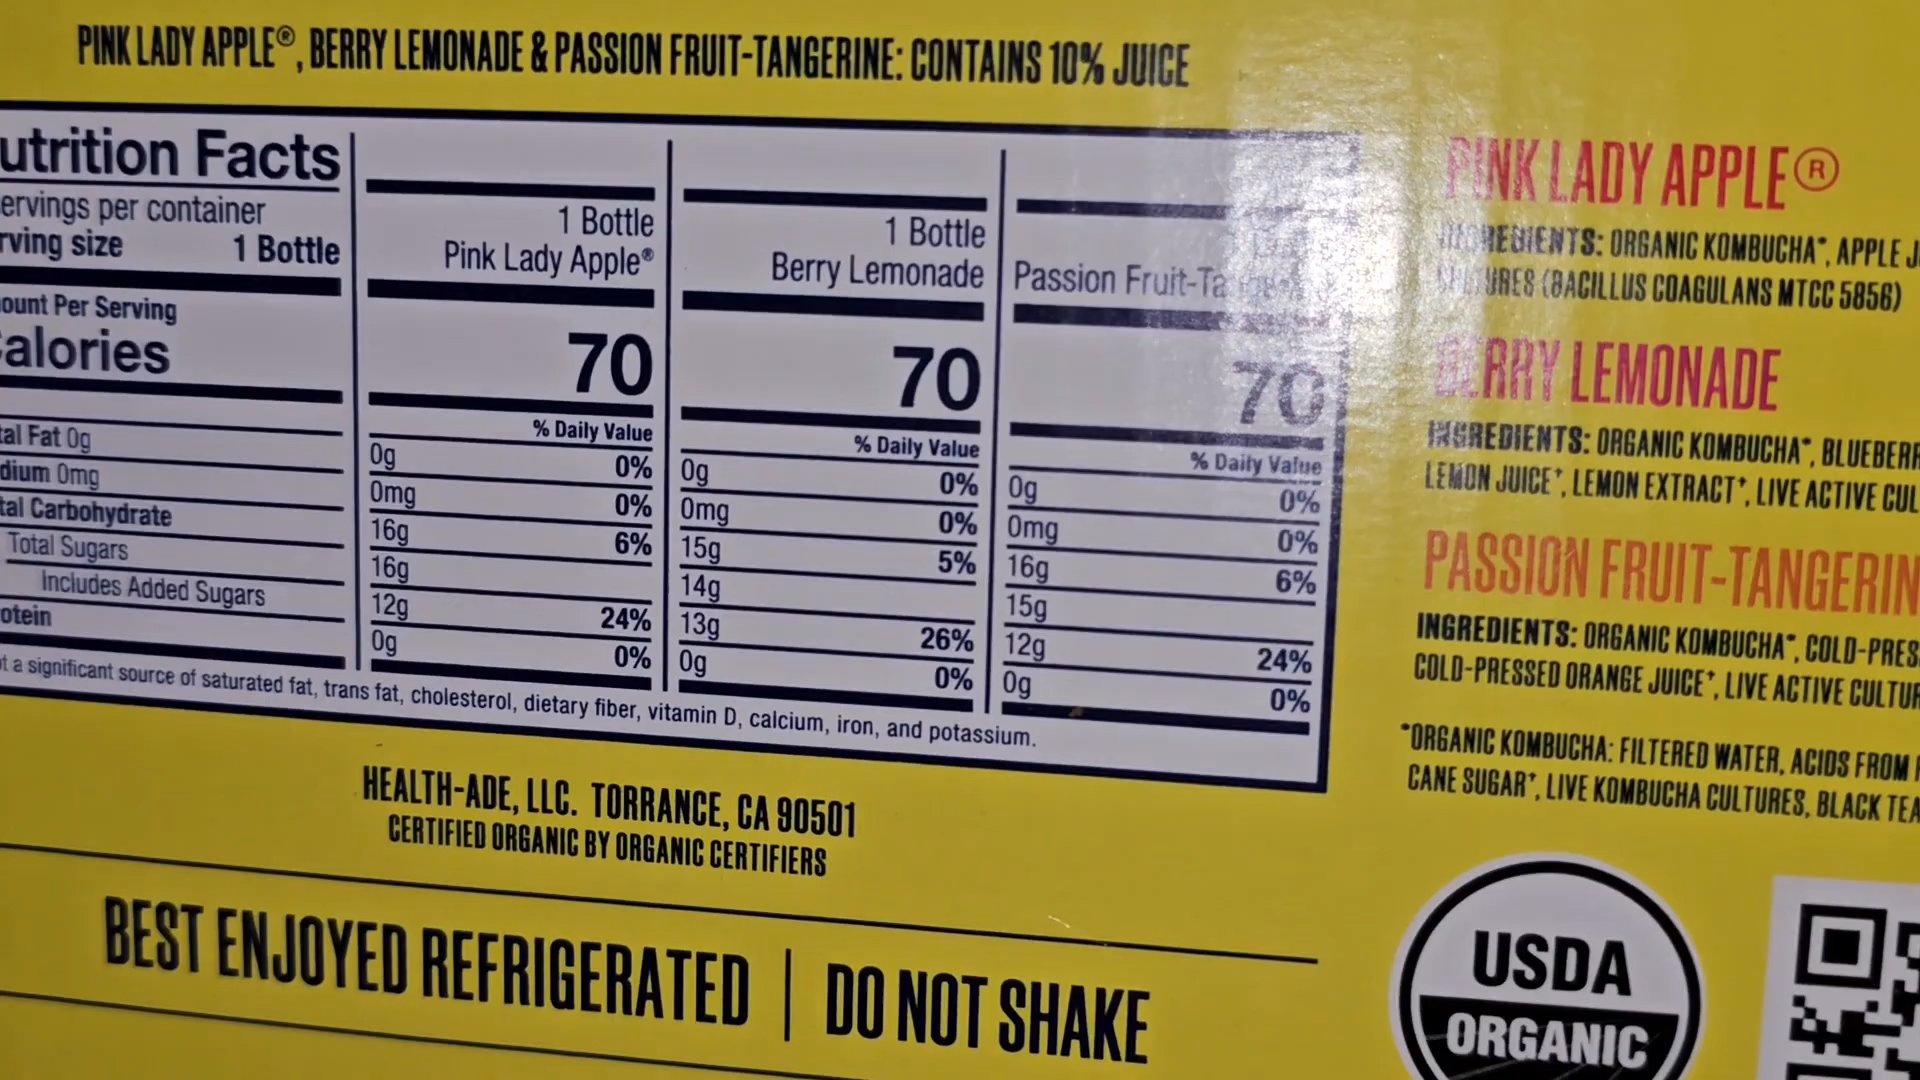 PINK LADY APPLE®, BERRY LEMONADE & PASSION FRUIT-TANGERINE: CONTAINS 10% JUICE
utrition Facts
ervings per container
rving size 1 Bottle
ount Per Serving
alories
tal Fat 0g
dium 0mg
tal Carbohydrate
Total Sugars
Includes Added Sugars
otein
1 Bottle
Pink Lady Apple®
70
% Daily Value
0g 0%
0mg 0%
16g 6%
16g
12g 24%
0g 0%
1 Bottle
Berry Lemonade
70
% Daily Value
0g 0%
0mg 0%
15g 5%
14g
13g 26%
0g 0%
Passion
70
% Daily Value
0g 0%
0mg 0%
16g 6%
15g
12g 24%
0g 0%
t a significant source of saturated fat, trans fat, cholesterol, dietary fiber, vitamin D, calcium, iron, and potassium.
HEALTH-ADE, LLC. TORRANCE, CA 90501
CERTIFIED ORGANIC BY ORGANIC CERTIFIERS
BEST ENJOYED REFRIGERATED | DO NOT SHAKE
PINK LADY APPLE®
INGREDIENTS: ORGANIC KOMBUCHA*, APPLE J
CULTURES (BACILLUS COAGULANS MTCC 5856)
BERRY LEMONADE
INGREDIENTS: ORGANIC KOMBUCHA*, BLUEBERR
LEMON JUICE⁺, LEMON EXTRACT⁺, LIVE ACTIVE CUL
PASSION FRUIT-TANGERIN
INGREDIENTS: ORGANIC KOMBUCHA*, COLD-PRES
COLD-PRESSED ORANGE JUICE⁺, LIVE ACTIVE CULTUR
*ORGANIC KOMBUCHA: FILTERED WATER, ACIDS FROM
CANE SUGAR⁺, LIVE KOMBUCHA CULTURES, BLACK TEA
USDA
ORGANIC